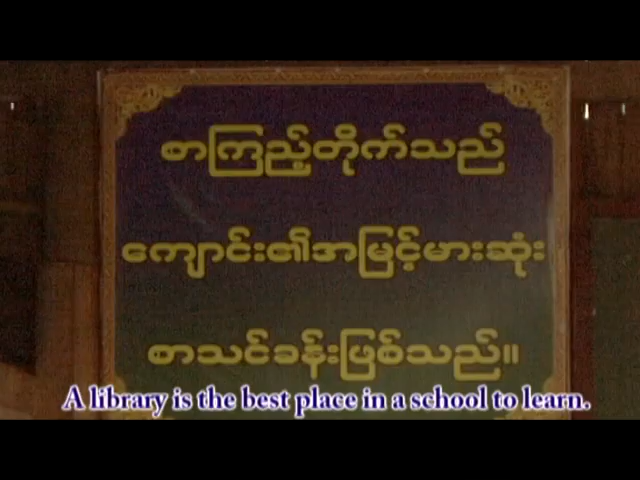 စာကြည့်တိုက်သည်
ကျောင်း၏အမြင့်မားဆုံး
စာသင်ခန်းဖြစ်သည်။
A library is the best place in a school to learn.